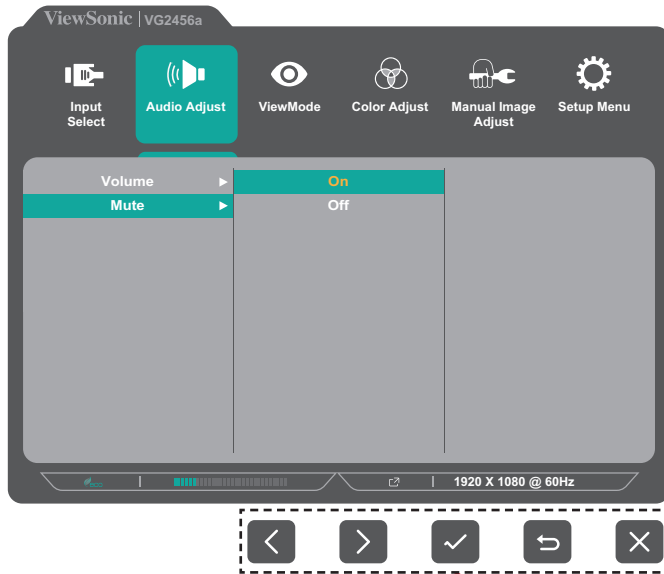 ViewSonic | VG2456a
Input Select
Audio Adjust
ViewMode
Color Adjust
Manual Image Adjust
Setup Menu
Volume
On
Mute
Off
eco
1920 X 1080 @ 60Hz